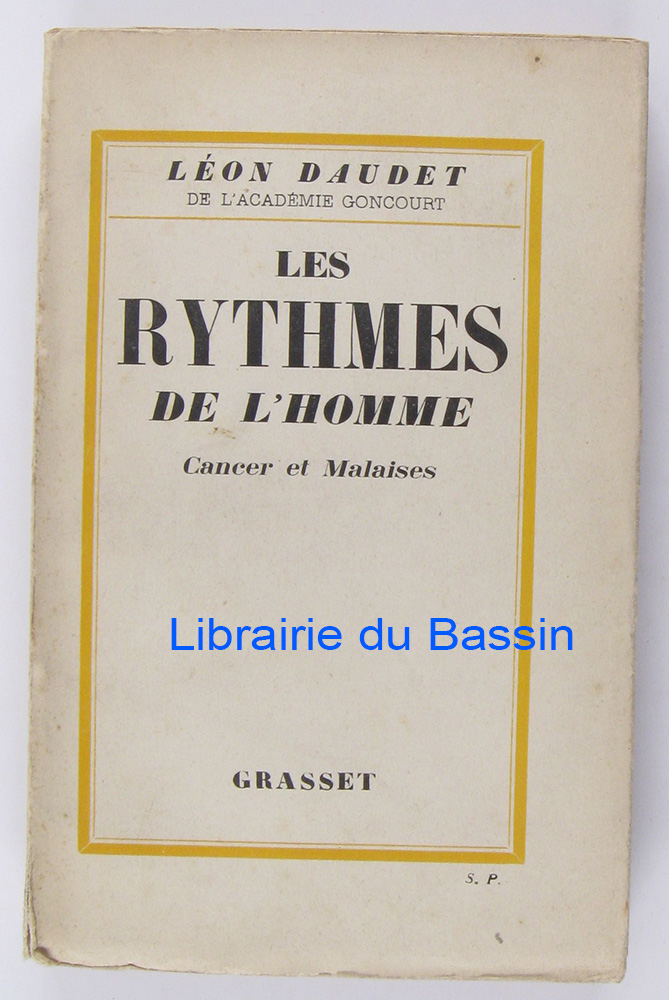 LÉON DAUDET
DE L'ACADÉMIE GONCOURT
LES
RYTHMES
DE L'HOMME
Cancer et Malaises
Librairie du Bassin
GRASSET
S. P.